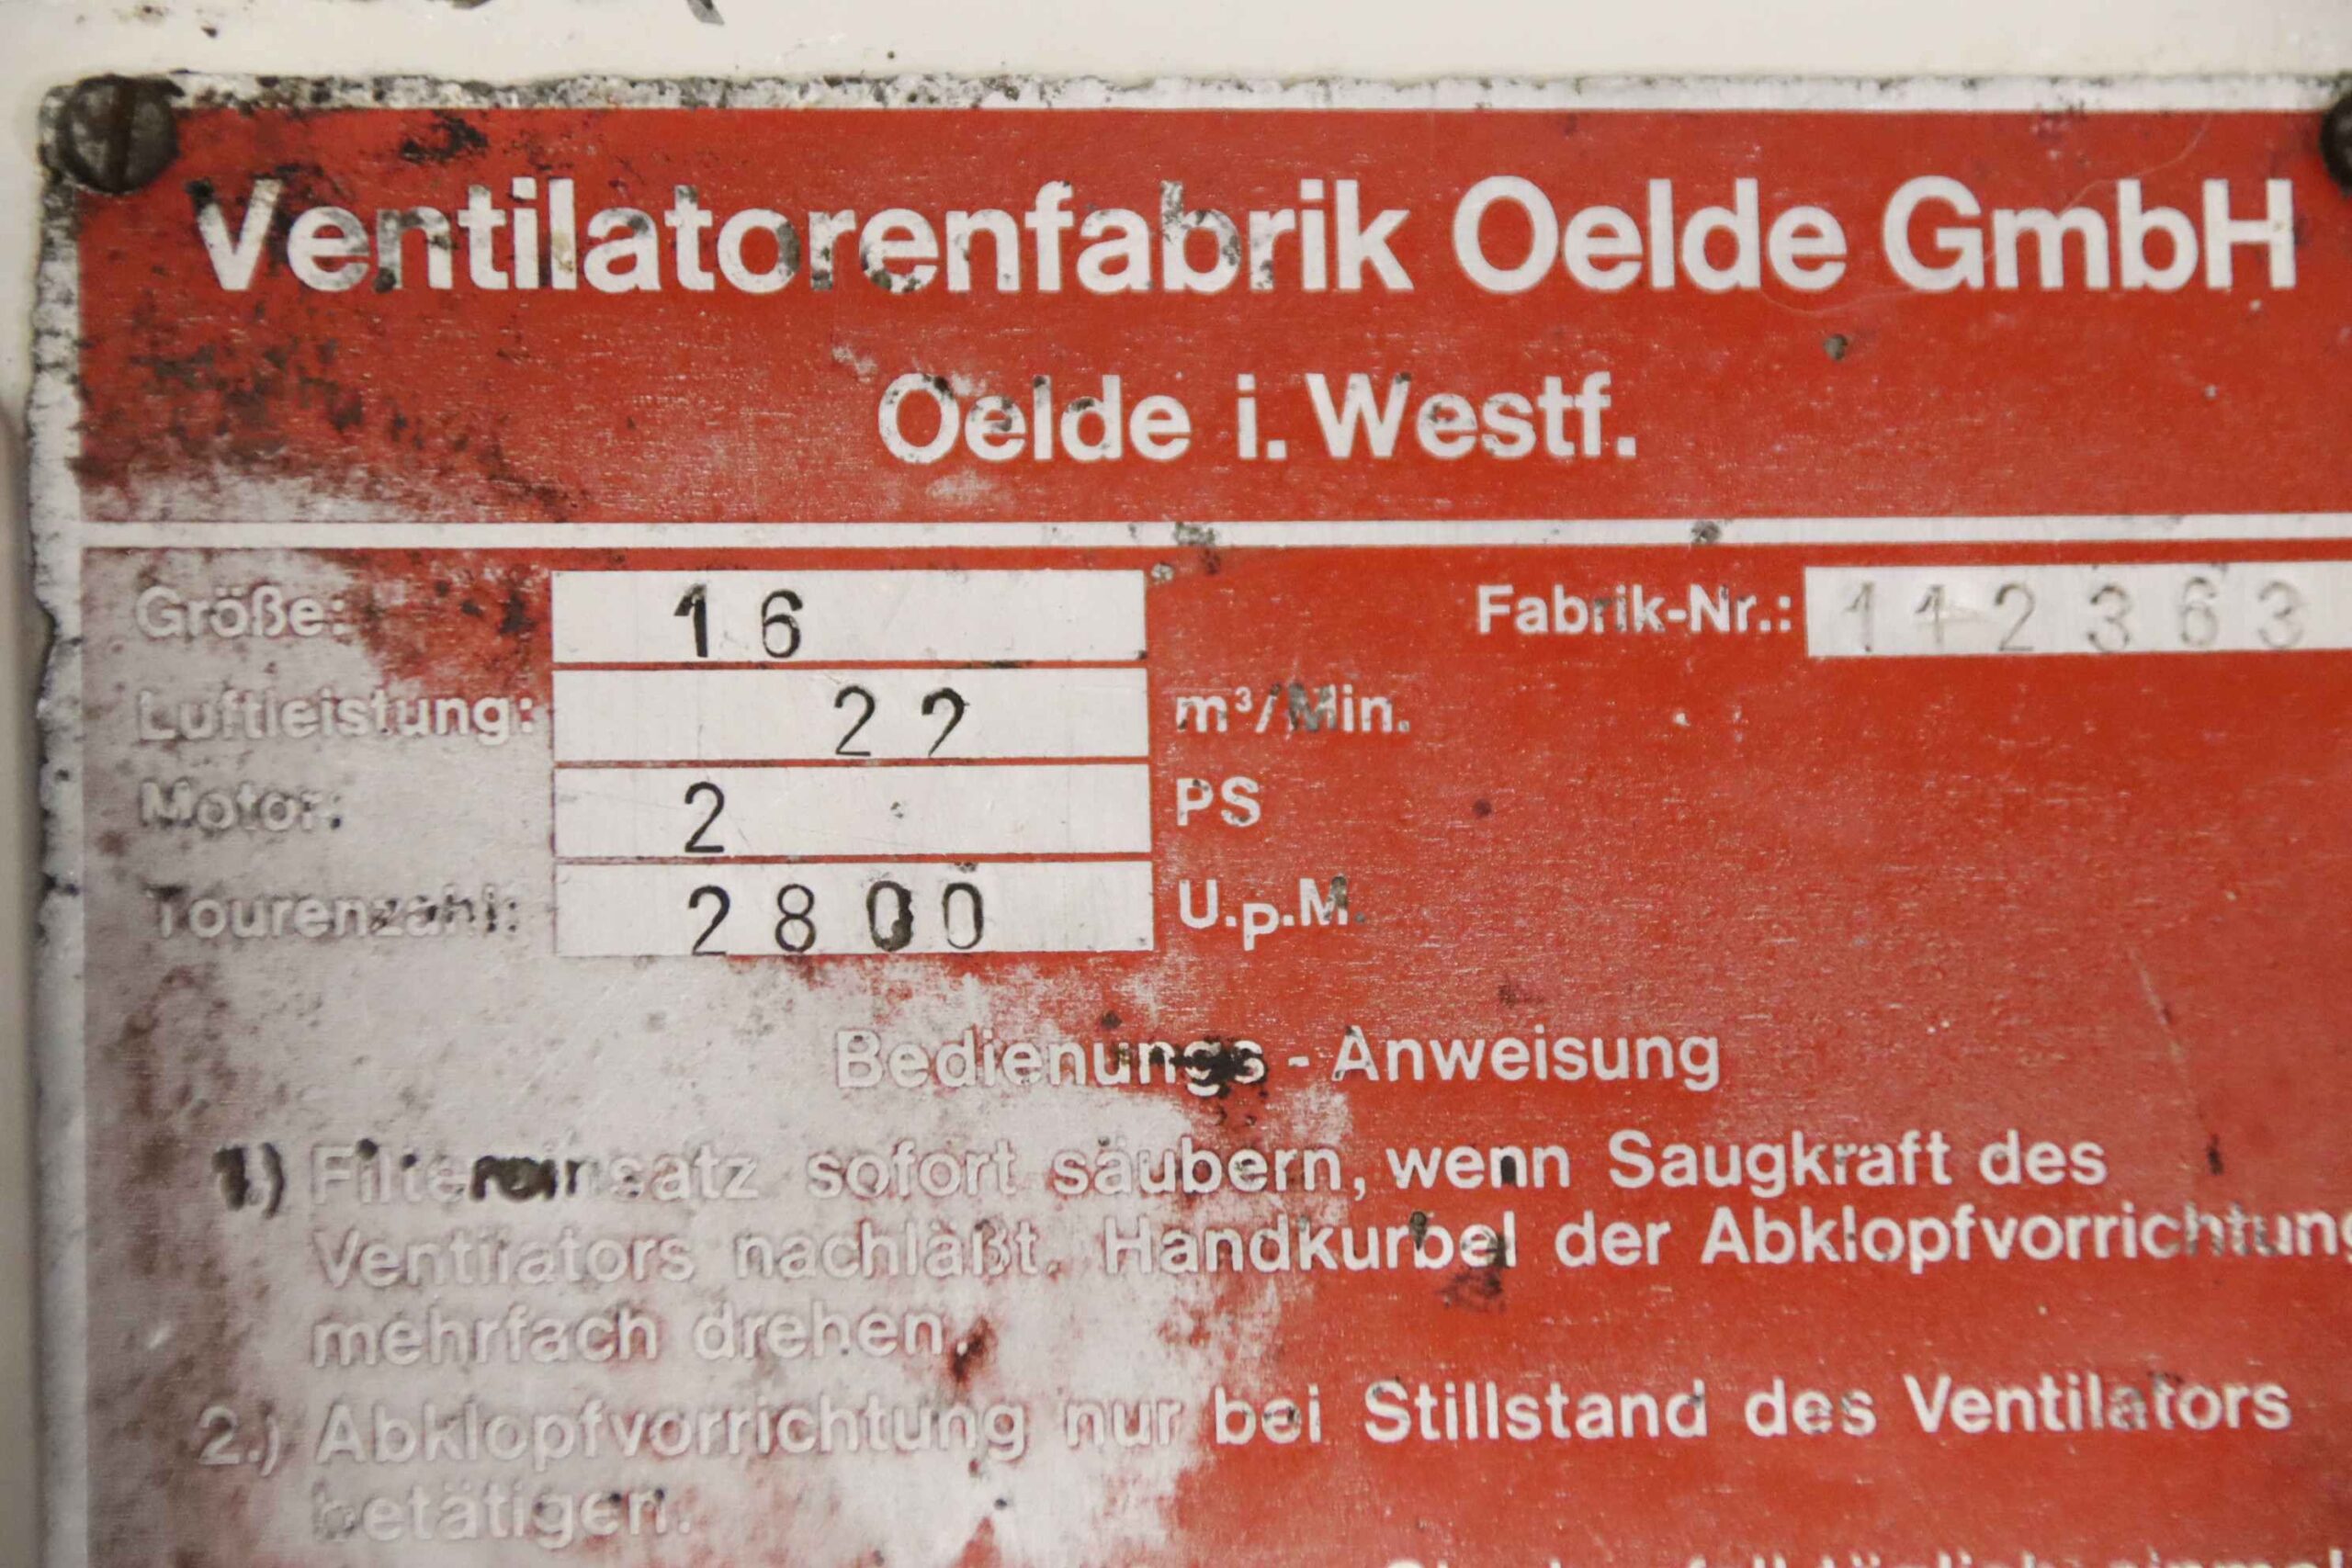 Ventilatorenfabrik Oelde GmbH
Oelde i. Westf.
Größe: 16 Fabrik-Nr.: 112363
Luftleistung: 22 m³/Min.
Motor: 2 PS
Tourenzahl: 2800 U.p.M.
Bedienungs - Anweisung
1.) Filtereinsatz sofort säubern, wenn Saugkraft des
Ventilators nachläßt. Handkurbel der Abklopfvorrichtung
mehrfach drehen.
2.) Abklopfvorrichtung nur bei Stillstand des Ventilators
betätigen.